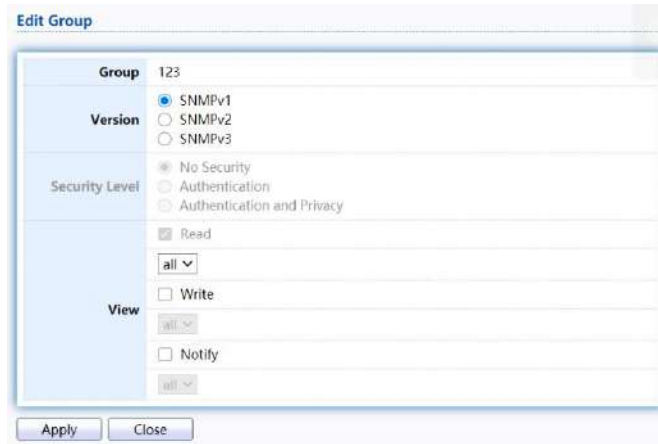 Edit Group
Group 123
Version
SNMPv1
SNMPv2
SNMPv3
Security Level
No Security
Authentication
Authentication and Privacy
View
Read
all
Write
all
Notify
all
Apply Close